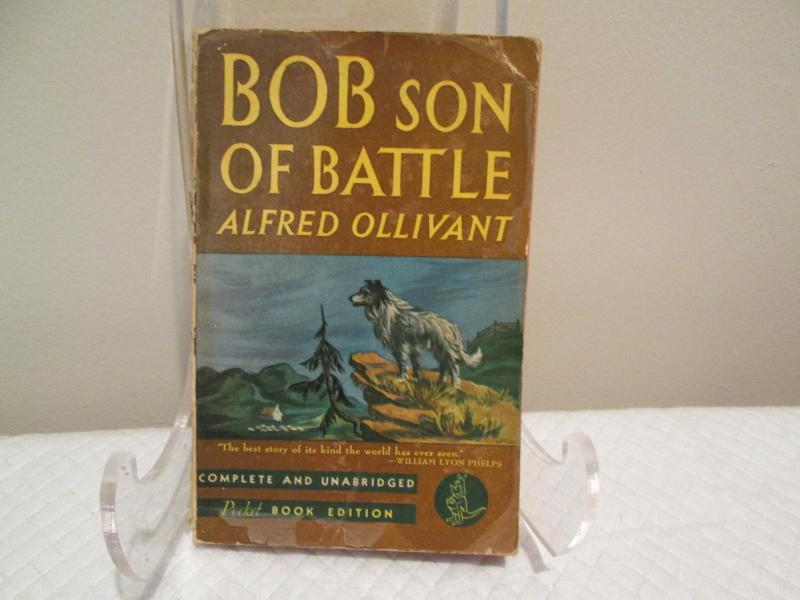 BOB SON
OF BATTLE
ALFRED OLLIVANT
"The best story of its kind the world has ever seen."
—WILLIAM LYON PHELPS
COMPLETE AND UNABRIDGED
Pocket BOOK EDITION